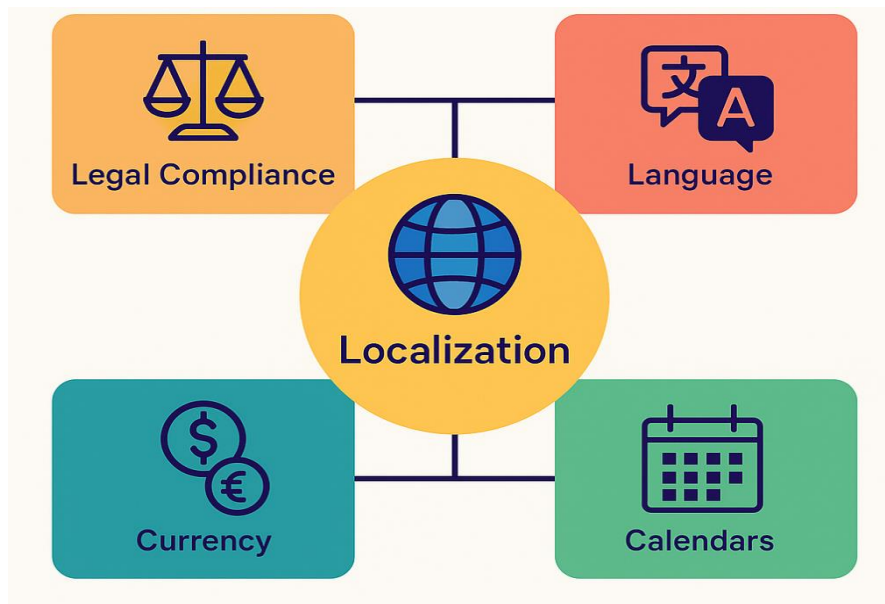 Legal Compliance
文 A
Language
Localization
$ €
Currency
Calendars